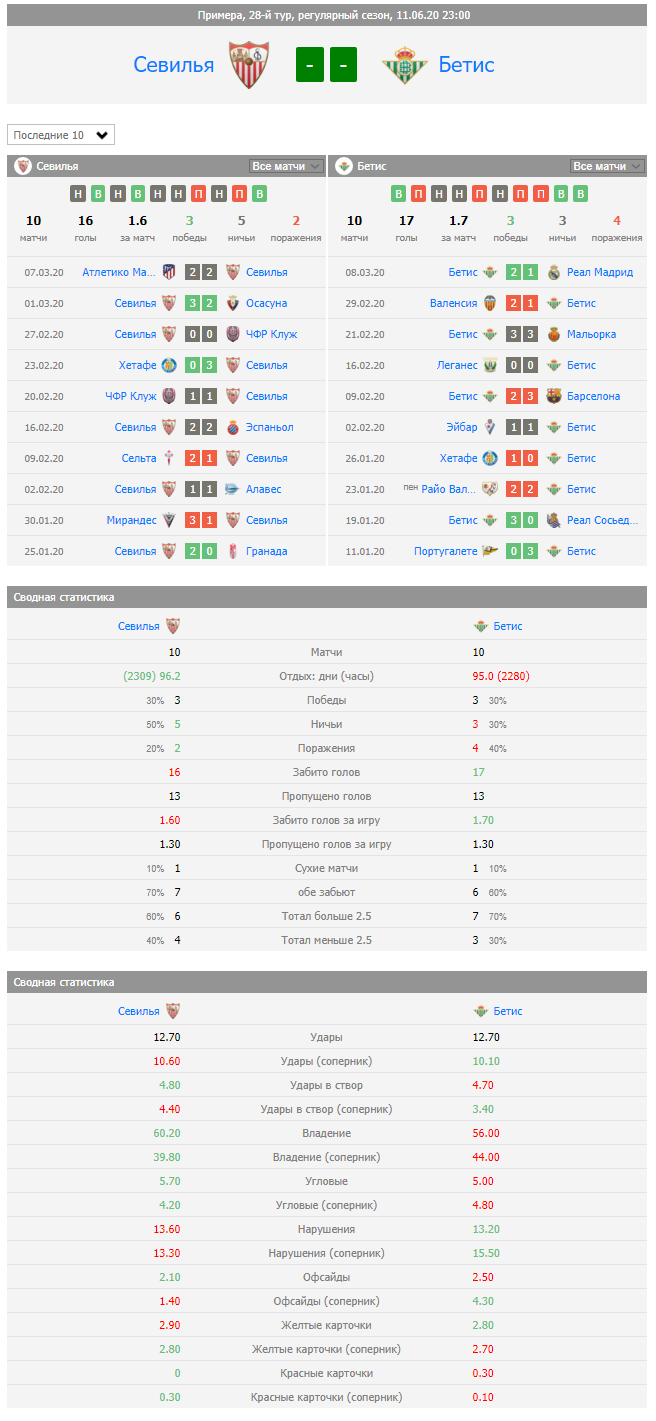 Примера, 28-й тур, регулярный сезон, 11.06.20 23:00
Севилья - - Бетис
Последние 10
Севилья Все матчи
Н В Н В Н Н П Н П В
10 16 1.6 3 5 2
матчи голы за матч победы ничьи поражения
07.03.20 Атлетико Ма... 2 2 Севилья
01.03.20 Севилья 3 2 Осасуна
27.02.20 Севилья 0 0 ЧФР Клуж
23.02.20 Хетафе 0 3 Севилья
20.02.20 ЧФР Клуж 1 1 Севилья
16.02.20 Севилья 2 2 Эспаньол
09.02.20 Сельта 2 1 Севилья
02.02.20 Севилья 1 1 Алавес
30.01.20 Мирандес 3 1 Севилья
25.01.20 Севилья 2 0 Гранада
Бетис Все матчи
В П Н Н П Н П П В В
10 17 1.7 3 3 4
матчи голы за матч победы ничьи поражения
08.03.20 Бетис 2 1 Реал Мадрид
29.02.20 Валенсия 2 1 Бетис
21.02.20 Бетис 3 3 Мальорка
16.02.20 Леганес 0 0 Бетис
09.02.20 Бетис 2 3 Барселона
02.02.20 Эйбар 1 1 Бетис
26.01.20 Хетафе 1 0 Бетис
23.01.20 пен Райо Вал... 2 2 Бетис
19.01.20 Бетис 3 0 Реал Сосьед...
11.01.20 Португалете 0 3 Бетис
Сводная статистика
Севилья Бетис
10 Матчи 10
(2309) 96.2 Отдых: дни (часы) 95.0 (2280)
30% 3 Победы 3 30%
50% 5 Ничьи 3 30%
20% 2 Поражения 4 40%
16 Забито голов 17
13 Пропущено голов 13
1.60 Забито голов за игру 1.70
1.30 Пропущено голов за игру 1.30
10% 1 Сухие матчи 1 10%
70% 7 обе забьют 6 60%
60% 6 Тотал больше 2.5 7 70%
40% 4 Тотал меньше 2.5 3 30%
Сводная статистика
Севилья Бетис
12.70 Удары 12.70
10.60 Удары (соперник) 10.10
4.80 Удары в створ 4.70
4.40 Удары в створ (соперник) 3.40
60.20 Владение 56.00
39.80 Владение (соперник) 44.00
5.70 Угловые 5.00
4.20 Угловые (соперник) 4.80
13.60 Нарушения 13.20
13.30 Нарушения (соперник) 15.50
2.10 Офсайды 2.50
1.40 Офсайды (соперник) 4.30
2.90 Желтые карточки 2.80
2.80 Желтые карточки (соперник) 2.70
0 Красные карточки 0.30
0.30 Красные карточки (соперник) 0.10